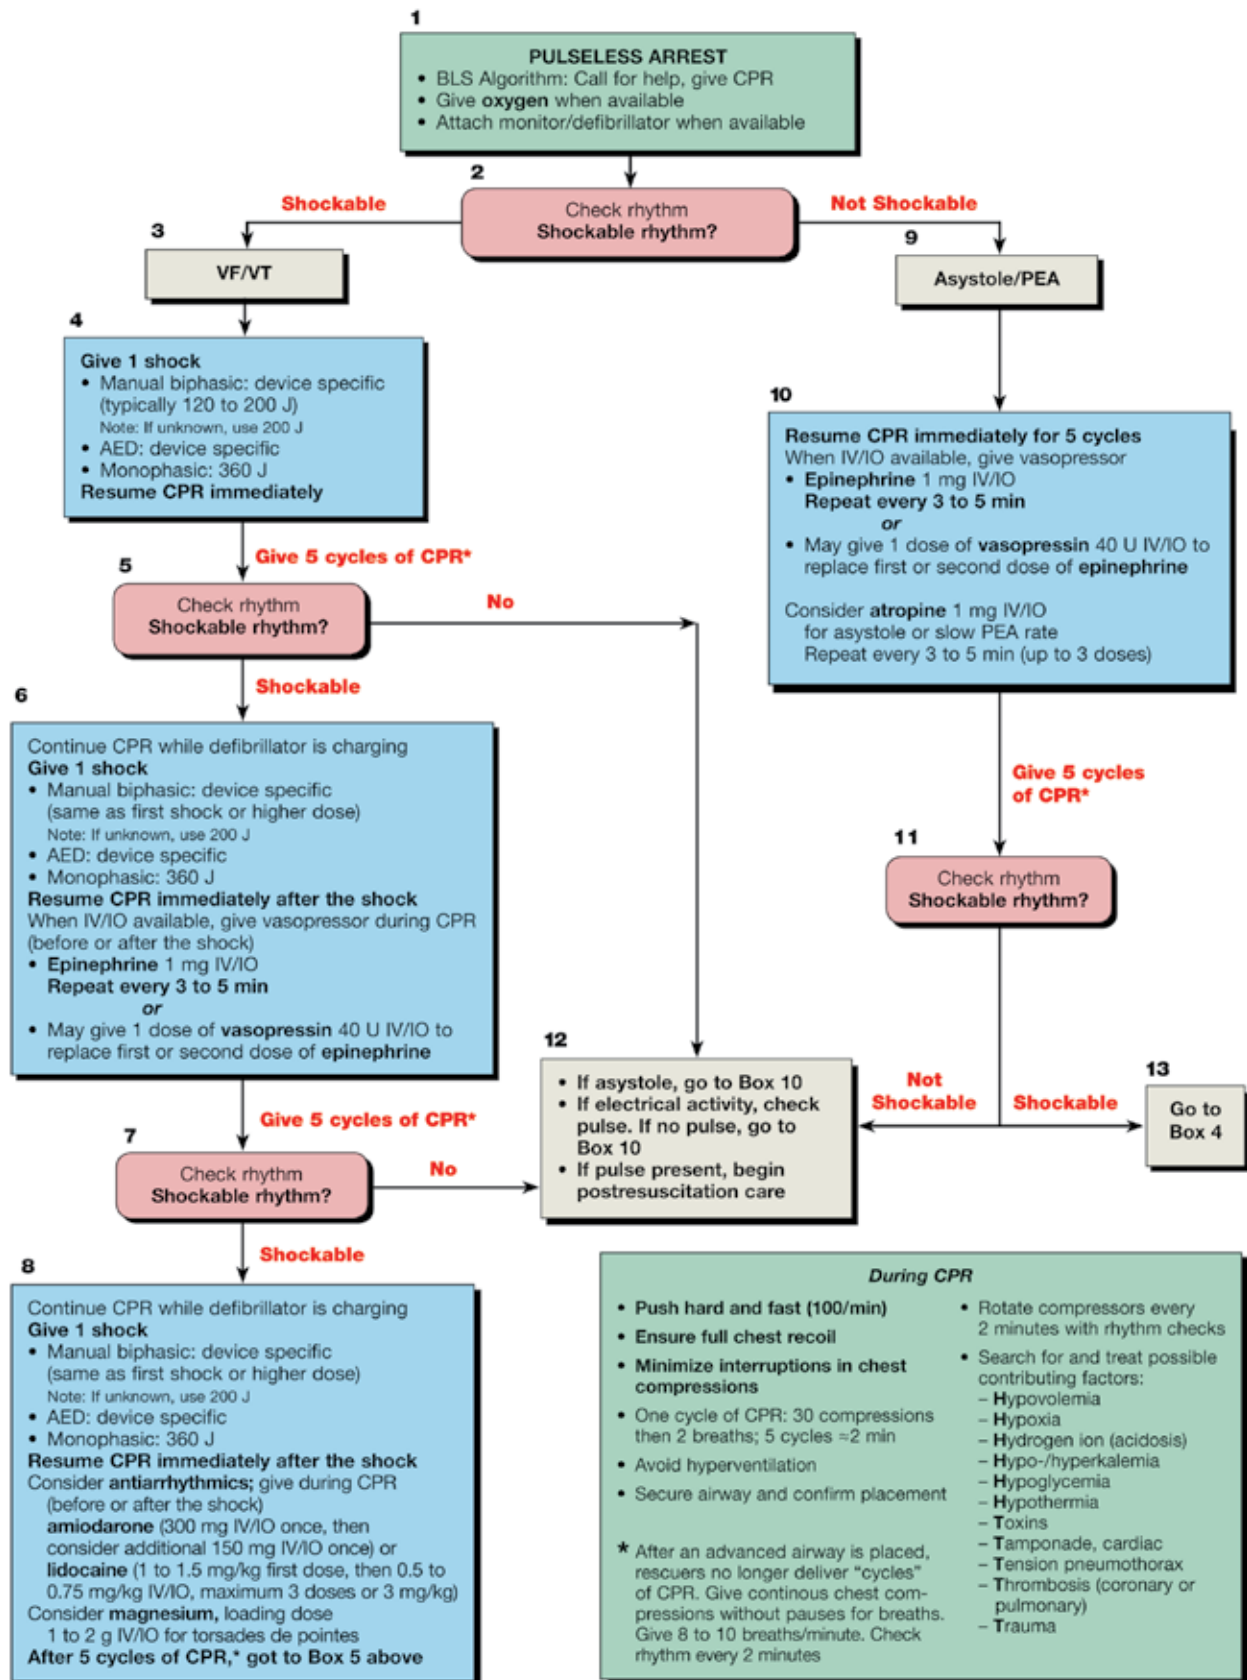 1
PULSELESS ARREST
• BLS Algorithm: Call for help, give CPR
• Give oxygen when available
• Attach monitor/defibrillator when available
2
Shockable
Check rhythm
Shockable rhythm?
Not Shockable
3
VF/VT
9
Asystole/PEA
4
Give 1 shock
• Manual biphasic: device specific
(typically 120 to 200 J)
Note: If unknown, use 200 J
• AED: device specific
• Monophasic: 360 J
Resume CPR immediately
10
Resume CPR immediately for 5 cycles
When IV/IO available, give vasopressor
• Epinephrine 1 mg IV/IO
Repeat every 3 to 5 min
or
• May give 1 dose of vasopressin 40 U IV/IO to
replace first or second dose of epinephrine
Consider atropine 1 mg IV/IO
for asystole or slow PEA rate
Repeat every 3 to 5 min (up to 3 doses)
Give 5 cycles of CPR*
5
Check rhythm
Shockable rhythm?
No
Shockable
6
Continue CPR while defibrillator is charging
Give 1 shock
• Manual biphasic: device specific
(same as first shock or higher dose)
Note: If unknown, use 200 J
• AED: device specific
• Monophasic: 360 J
Resume CPR immediately after the shock
When IV/IO available, give vasopressor during CPR
(before or after the shock)
• Epinephrine 1 mg IV/IO
Repeat every 3 to 5 min
or
• May give 1 dose of vasopressin 40 U IV/IO to
replace first or second dose of epinephrine
Give 5 cycles
of CPR*
11
Check rhythm
Shockable rhythm?
Not
Shockable
Shockable
12
• If asystole, go to Box 10
• If electrical activity, check
pulse. If no pulse, go to
Box 10
• If pulse present, begin
postresuscitation care
13
Go to
Box 4
Give 5 cycles of CPR*
7
Check rhythm
Shockable rhythm?
No
Shockable
8
Continue CPR while defibrillator is charging
Give 1 shock
• Manual biphasic: device specific
(same as first shock or higher dose)
Note: If unknown, use 200 J
• AED: device specific
• Monophasic: 360 J
Resume CPR immediately after the shock
Consider antiarrhythmics; give during CPR
(before or after the shock)
amiodarone (300 mg IV/IO once, then
consider additional 150 mg IV/IO once) or
lidocaine (1 to 1.5 mg/kg first dose, then 0.5 to
0.75 mg/kg IV/IO, maximum 3 doses or 3 mg/kg)
Consider magnesium, loading dose
1 to 2 g IV/IO for torsades de pointes
After 5 cycles of CPR,* got to Box 5 above
During CPR
• Push hard and fast (100/min)
• Ensure full chest recoil
• Minimize interruptions in chest
compressions
• One cycle of CPR: 30 compressions
then 2 breaths; 5 cycles ≈2 min
• Avoid hyperventilation
• Secure airway and confirm placement
* After an advanced airway is placed,
rescuers no longer deliver “cycles”
of CPR. Give continous chest com-
pressions without pauses for breaths.
Give 8 to 10 breaths/minute. Check
rhythm every 2 minutes
• Rotate compressors every
2 minutes with rhythm checks
• Search for and treat possible
contributing factors:
– Hypovolemia
– Hypoxia
– Hydrogen ion (acidosis)
– Hypo-/hyperkalemia
– Hypoglycemia
– Hypothermia
– Toxins
– Tamponade, cardiac
– Tension pneumothorax
– Thrombosis (coronary or
pulmonary)
– Trauma